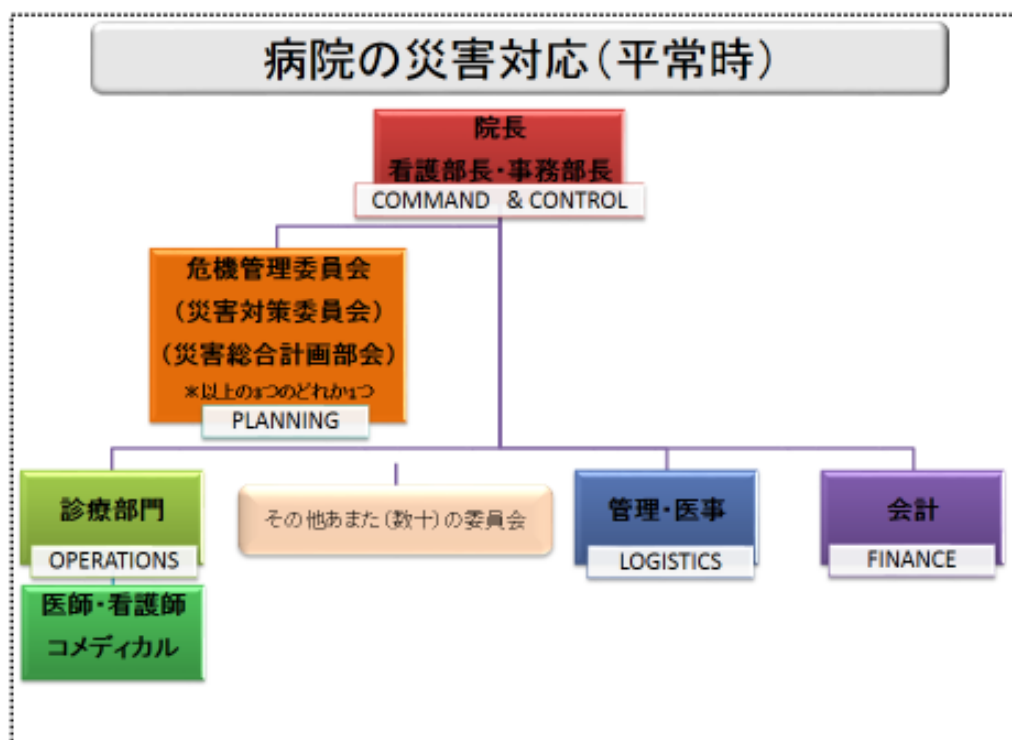 病院の災害対応(平常時)
院長
看護部長・事務部長
COMMAND & CONTROL
危機管理委員会
(災害対策委員会)
(災害総合計画部会)
*以上の3つのどれか1つ
PLANNING
診療部門
OPERATIONS
医師・看護師
コメディカル
その他あまた(数十)の委員会
管理・医事
LOGISTICS
会計
FINANCE